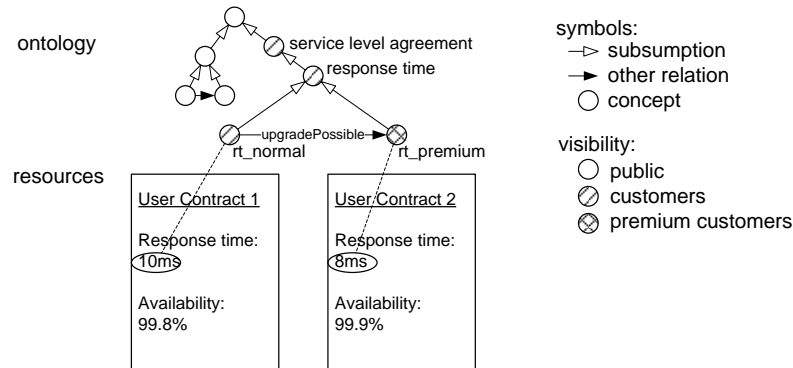 ontology
service level agreement
response time
upgradePossible
rt_normal
rt_premium
resources
User Contract 1
Response time:
10ms
Availability:
99.8%
User Contract 2
Response time:
8ms
Availability:
99.9%
symbols:
subsumption
other relation
concept
visibility:
public
customers
premium customers